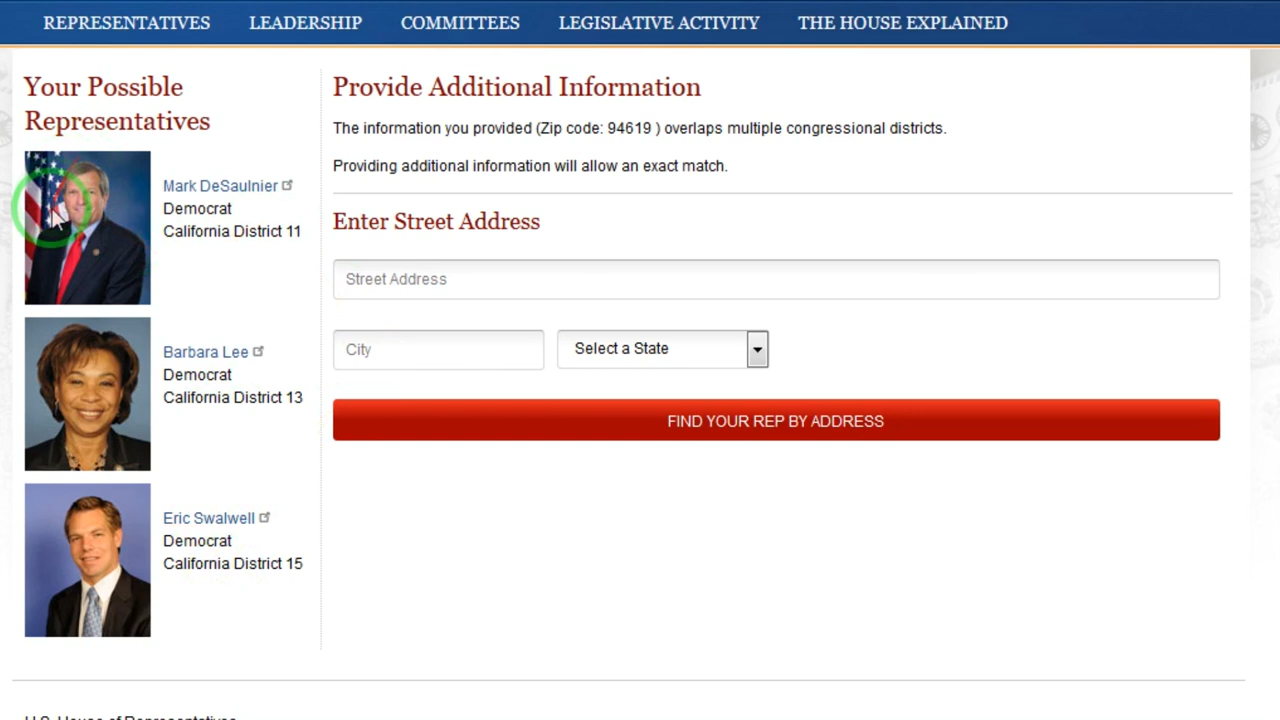 REPRESENTATIVES LEADERSHIP COMMITTEES LEGISLATIVE ACTIVITY THE HOUSE EXPLAINED
Your Possible
Representatives
Mark DeSaulnier
Democrat
California District 11
Barbara Lee
Democrat
California District 13
Eric Swalwell
Democrat
California District 15
Provide Additional Information
The information you provided (Zip code: 94619 ) overlaps multiple congressional districts.
Providing additional information will allow an exact match.
Enter Street Address
Street Address
City Select a State
FIND YOUR REP BY ADDRESS
U.S. House of Representatives